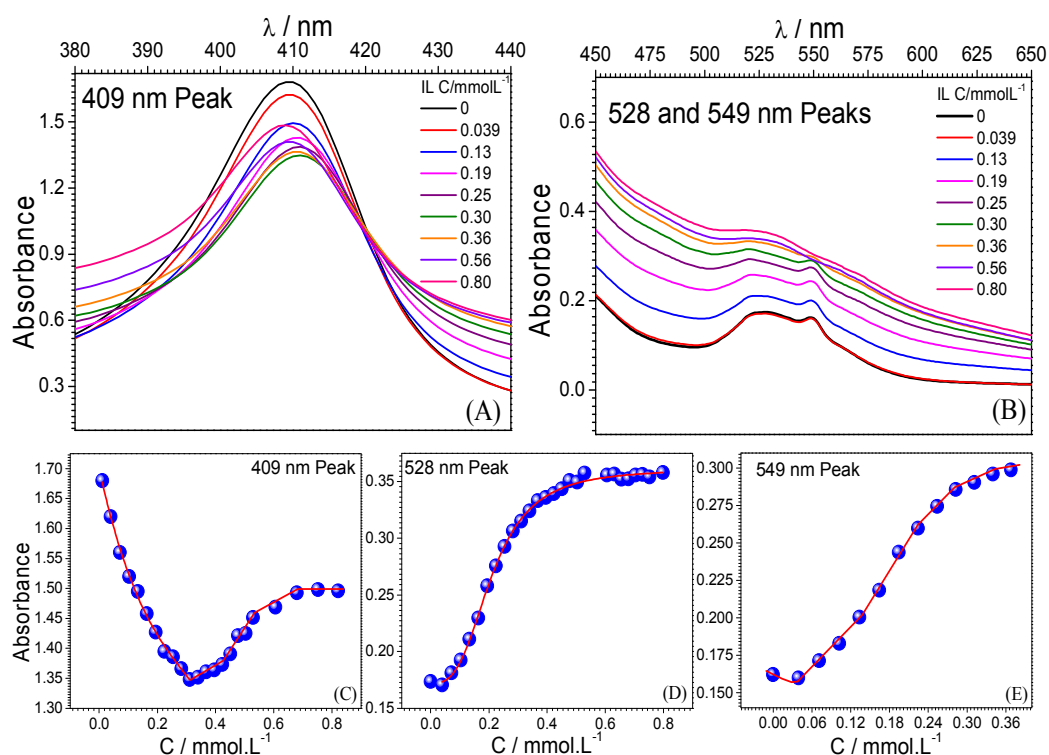 λ / nm
380 390 400 410 420 430 440
409 nm Peak
IL C/mmolL⁻¹
0
0.039
0.13
0.19
0.25
0.30
0.36
0.56
0.80
Absorbance
1.5
1.2
0.9
0.6
0.3
(A)
λ / nm
450 475 500 525 550 575 600 625 650
528 and 549 nm Peaks
IL C/mmolL⁻¹
0
0.039
0.13
0.19
0.25
0.30
0.36
0.56
0.80
Absorbance
0.6
0.4
0.2
0.0
(B)
409 nm Peak
Absorbance
1.70
1.65
1.60
1.55
1.50
1.45
1.40
1.35
1.30
0.0 0.2 0.4 0.6 0.8
C / mmol.L⁻¹
(C)
528 nm Peak
0.35
0.30
0.25
0.20
0.15
0.0 0.2 0.4 0.6 0.8
C / mmol.L⁻¹
(D)
549 nm Peak
0.300
0.275
0.250
0.225
0.200
0.175
0.150
0.00 0.06 0.12 0.18 0.24 0.30 0.36
C / mmol.L⁻¹
(E)